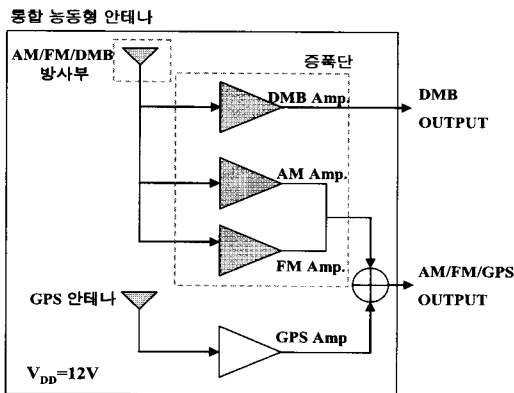 통합 능동형 안테나
AM/FM/DMB
방사부
증폭단
DMB Amp.
DMB
OUTPUT
AM Amp.
FM Amp.
AM/FM/GPS
OUTPUT
GPS 안테나
GPS Amp
V_DD=12V